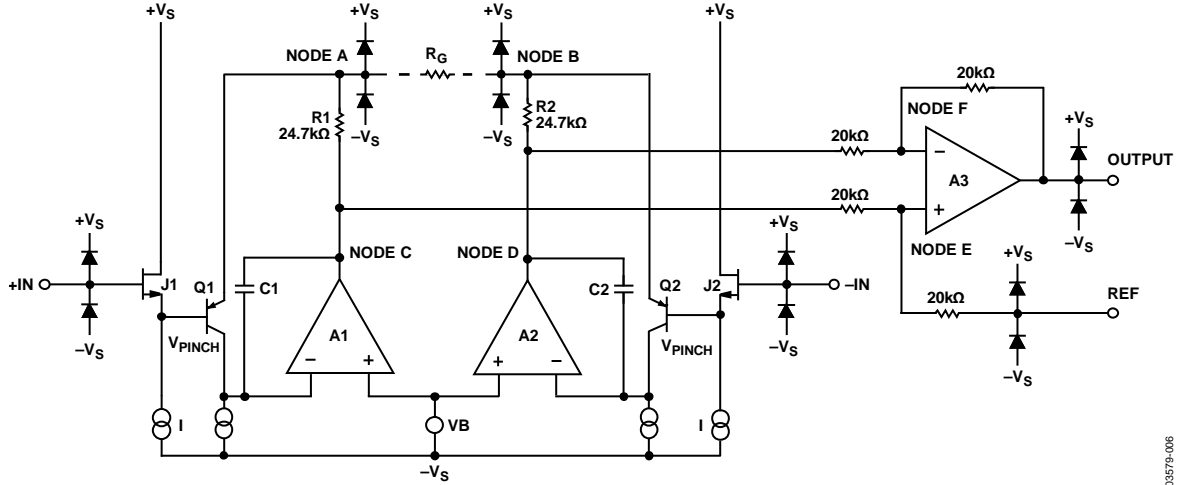 +VS
+VS
+VS
+VS
NODE A
RG
NODE B
R1
24.7kΩ
–VS
–VS
R2
24.7kΩ
20kΩ
NODE F
20kΩ
+VS
–
A3
OUTPUT
20kΩ
+
–VS
NODE E
+VS
+IN
–VS
J1
Q1
VPINCH
C1
NODE C
A1
–
+
NODE D
A2
+
–
C2
Q2
VPINCH
J2
+VS
–IN
–VS
20kΩ
+VS
REF
–VS
I
VB
I
–VS
03579-006